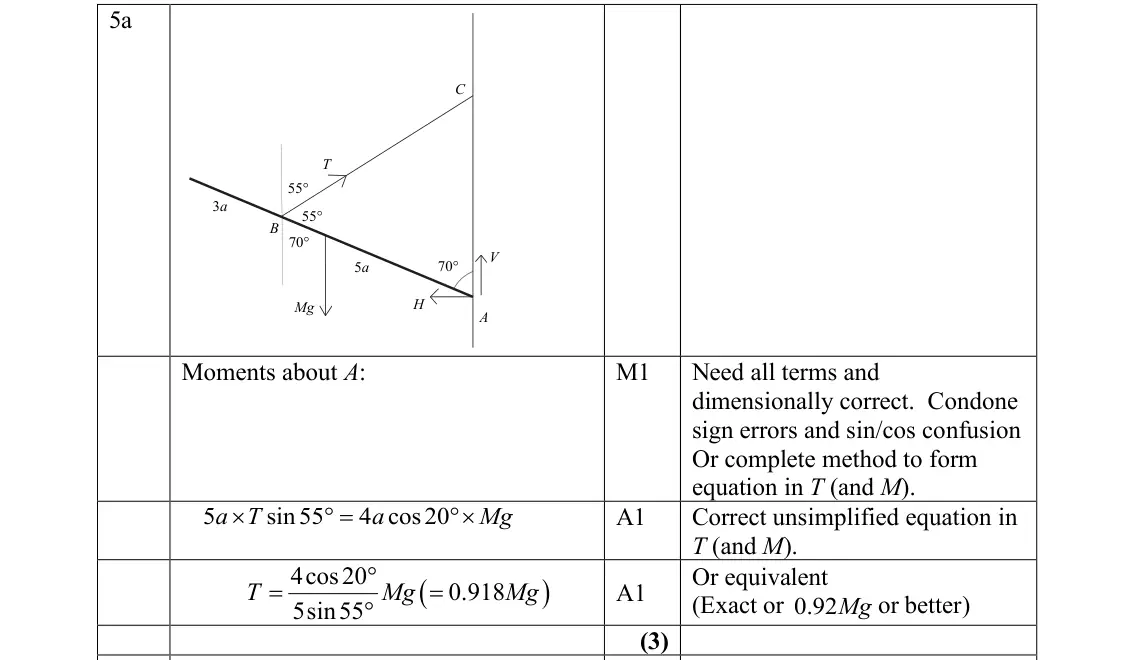 5a
C
T
55°
3a
55°
B
70°
5a
70°
V
Mg
H
A
Moments about A:
M1
Need all terms and
dimensionally correct.  Condone
sign errors and sin/cos confusion
Or complete method to form
equation in T (and M).
5a × T sin 55° = 4a cos 20° × Mg
A1
Correct unsimplified equation in
T (and M).
T = \frac{4 cos 20°}{5 sin 55°} Mg (= 0.918Mg)
A1
Or equivalent
(Exact or 0.92Mg or better)
(3)